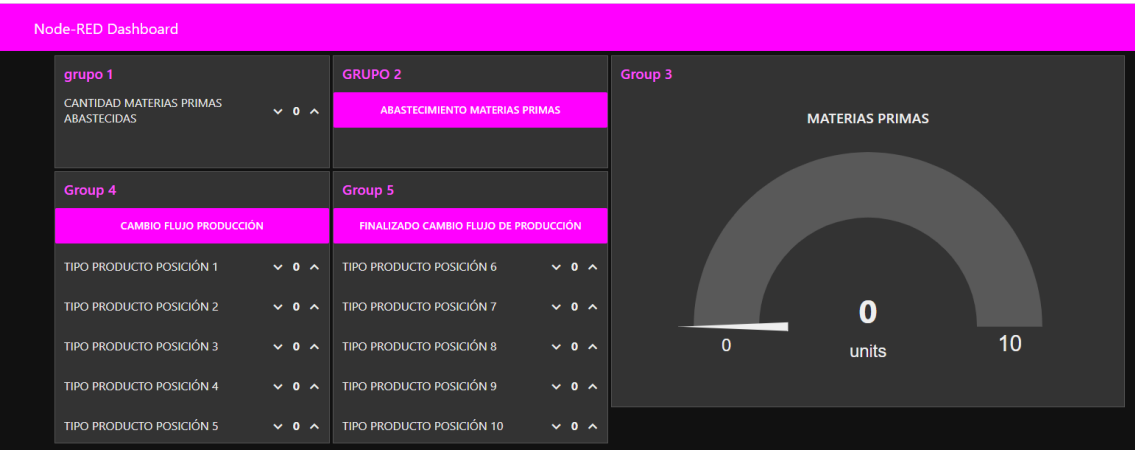 Node-RED Dashboard
grupo 1
CANTIDAD MATERIAS PRIMAS
ABASTECIDAS
0
GRUPO 2
ABASTECIMIENTO MATERIAS PRIMAS
Group 3
MATERIAS PRIMAS
0
units
0
10
Group 4
CAMBIO FLUJO PRODUCCIÓN
TIPO PRODUCTO POSICIÓN 1 0
TIPO PRODUCTO POSICIÓN 2 0
TIPO PRODUCTO POSICIÓN 3 0
TIPO PRODUCTO POSICIÓN 4 0
TIPO PRODUCTO POSICIÓN 5 0
Group 5
FINALIZADO CAMBIO FLUJO DE PRODUCCIÓN
TIPO PRODUCTO POSICIÓN 6 0
TIPO PRODUCTO POSICIÓN 7 0
TIPO PRODUCTO POSICIÓN 8 0
TIPO PRODUCTO POSICIÓN 9 0
TIPO PRODUCTO POSICIÓN 10 0